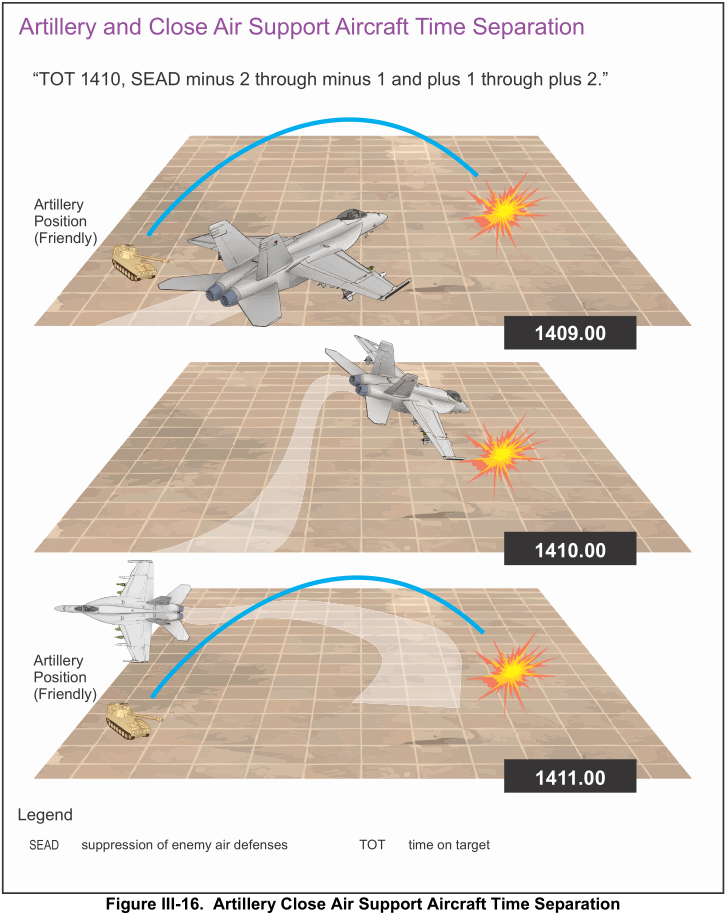 Artillery and Close Air Support Aircraft Time Separation
“TOT 1410, SEAD minus 2 through minus 1 and plus 1 through plus 2.”
Artillery
Position
(Friendly)
1409.00
1410.00
Artillery
Position
(Friendly)
1411.00
Legend
SEAD suppression of enemy air defenses TOT time on target
Figure III-16. Artillery Close Air Support Aircraft Time Separation